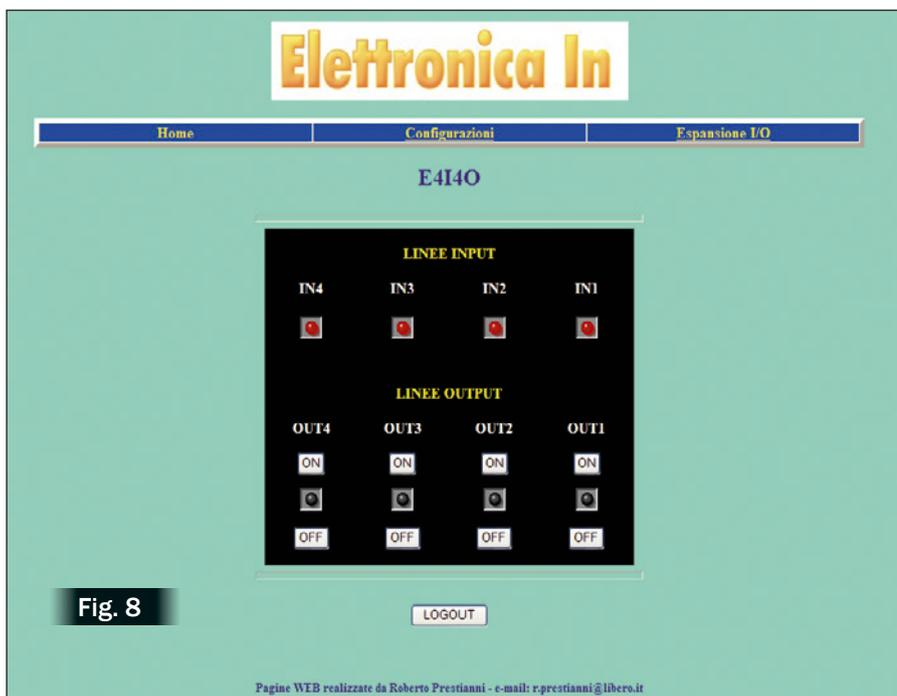 Elettronica In
Home Configurazioni Espansione I/O
E4I4O
LINEE INPUT
IN4 IN3 IN2 IN1
LINEE OUTPUT
OUT4 OUT3 OUT2 OUT1
ON ON ON ON
OFF OFF OFF OFF
Fig. 8
LOGOUT
Pagine WEB realizzate da Roberto Prestianni - e-mail: r.prestianni@libero.it